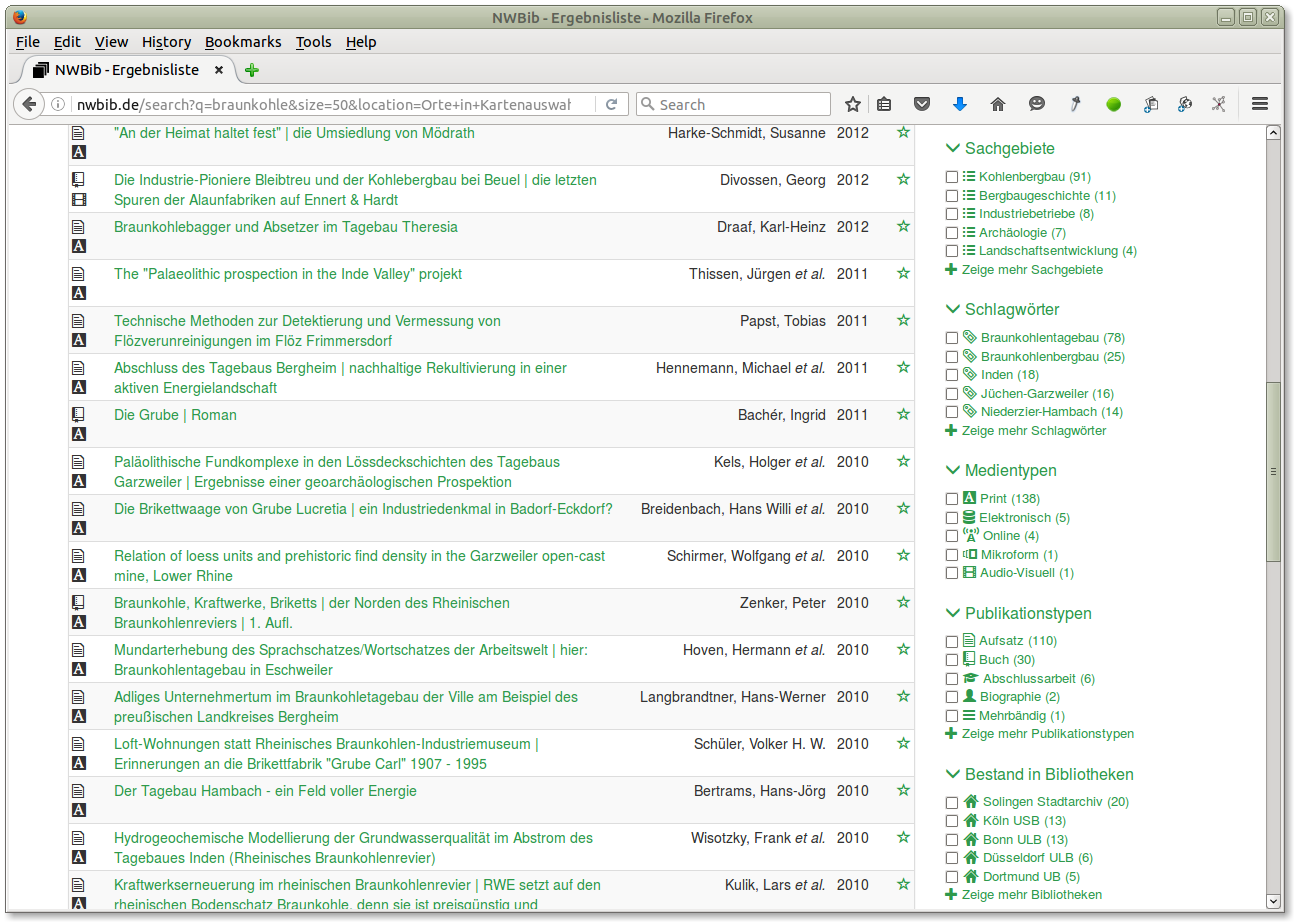 NWBib - Ergebnisliste - Mozilla Firefox
File Edit View History Bookmarks Tools Help
NWBib - Ergebnisliste
nwbib.de/search?q=braunkohle&size=50&location=Orte+in+Kartenauswah
Search
"An der Heimat haltet fest" | die Umsiedlung von Mödrath Harke-Schmidt, Susanne 2012
Die Industrie-Pioniere Bleibtreu und der Kohlebergbau bei Beuel | die letzten Divossen, Georg 2012
Spuren der Alaunfabriken auf Ennert & Hardt
Braunkohlebagger und Absetzer im Tagebau Theresia Draaf, Karl-Heinz 2012
The "Palaeolithic prospection in the Inde Valley" projekt Thissen, Jürgen et al. 2011
Technische Methoden zur Detektierung und Vermessung von Papst, Tobias 2011
Flözverunreinigungen im Flöz Frimmersdorf
Abschluss des Tagebaus Bergheim | nachhaltige Rekultivierung in einer Hennemann, Michael et al. 2011
aktiven Energielandschaft
Die Grube | Roman Bachér, Ingrid 2011
Paläolithische Fundkomplexe in den Lössdeckschichten des Tagebaus Kels, Holger et al. 2010
Garzweiler | Ergebnisse einer geoarchäologischen Prospektion
Die Brikettwaage von Grube Lucretia | ein Industriedenkmal in Badorf-Eckdorf? Breidenbach, Hans Willi et al. 2010
Relation of loess units and prehistoric find density in the Garzweiler open-cast Schirmer, Wolfgang et al. 2010
mine, Lower Rhine
Braunkohle, Kraftwerke, Briketts | der Norden des Rheinischen Zenker, Peter 2010
Braunkohlenreviers | 1. Aufl.
Mundarterhebung des Sprachschatzes/Wortschatzes der Arbeitswelt | hier: Hoven, Hermann et al. 2010
Braunkohlentagebau in Eschweiler
Adliges Unternehmertum im Braunkohletagebau der Ville am Beispiel des Langbrandtner, Hans-Werner 2010
preußischen Landkreises Bergheim
Loft-Wohnungen statt Rheinisches Braunkohlen-Industriemuseum | Schüler, Volker H. W. 2010
Erinnerungen an die Brikettfabrik "Grube Carl" 1907 - 1995
Der Tagebau Hambach - ein Feld voller Energie Bertrams, Hans-Jörg 2010
Hydrogeochemische Modellierung der Grundwasserqualität im Abstrom des Wisotzky, Frank et al. 2010
Tagebaues Inden (Rheinisches Braunkohlenrevier)
Kraftwerkserneuerung im rheinischen Braunkohlenrevier | RWE setzt auf den Kulik, Lars et al. 2010
rheinischen Bodenschatz Braunkohle, denn sie ist preisgünstig und
Sachgebiete
Kohlenbergbau (91)
Bergbaugeschichte (11)
Industriebetriebe (8)
Archäologie (7)
Landschaftsentwicklung (4)
Zeige mehr Sachgebiete
Schlagwörter
Braunkohlentagebau (78)
Braunkohlenbergbau (25)
Inden (18)
Jüchen-Garzweiler (16)
Niederzier-Hambach (14)
Zeige mehr Schlagwörter
Medientypen
Print (138)
Elektronisch (5)
Online (4)
Mikroform (1)
Audio-Visuell (1)
Publikationstypen
Aufsatz (110)
Buch (30)
Abschlussarbeit (6)
Biographie (2)
Mehrbändig (1)
Zeige mehr Publikationstypen
Bestand in Bibliotheken
Solingen Stadtarchiv (20)
Köln USB (13)
Bonn ULB (13)
Düsseldorf ULB (6)
Dortmund UB (5)
Zeige mehr Bibliotheken